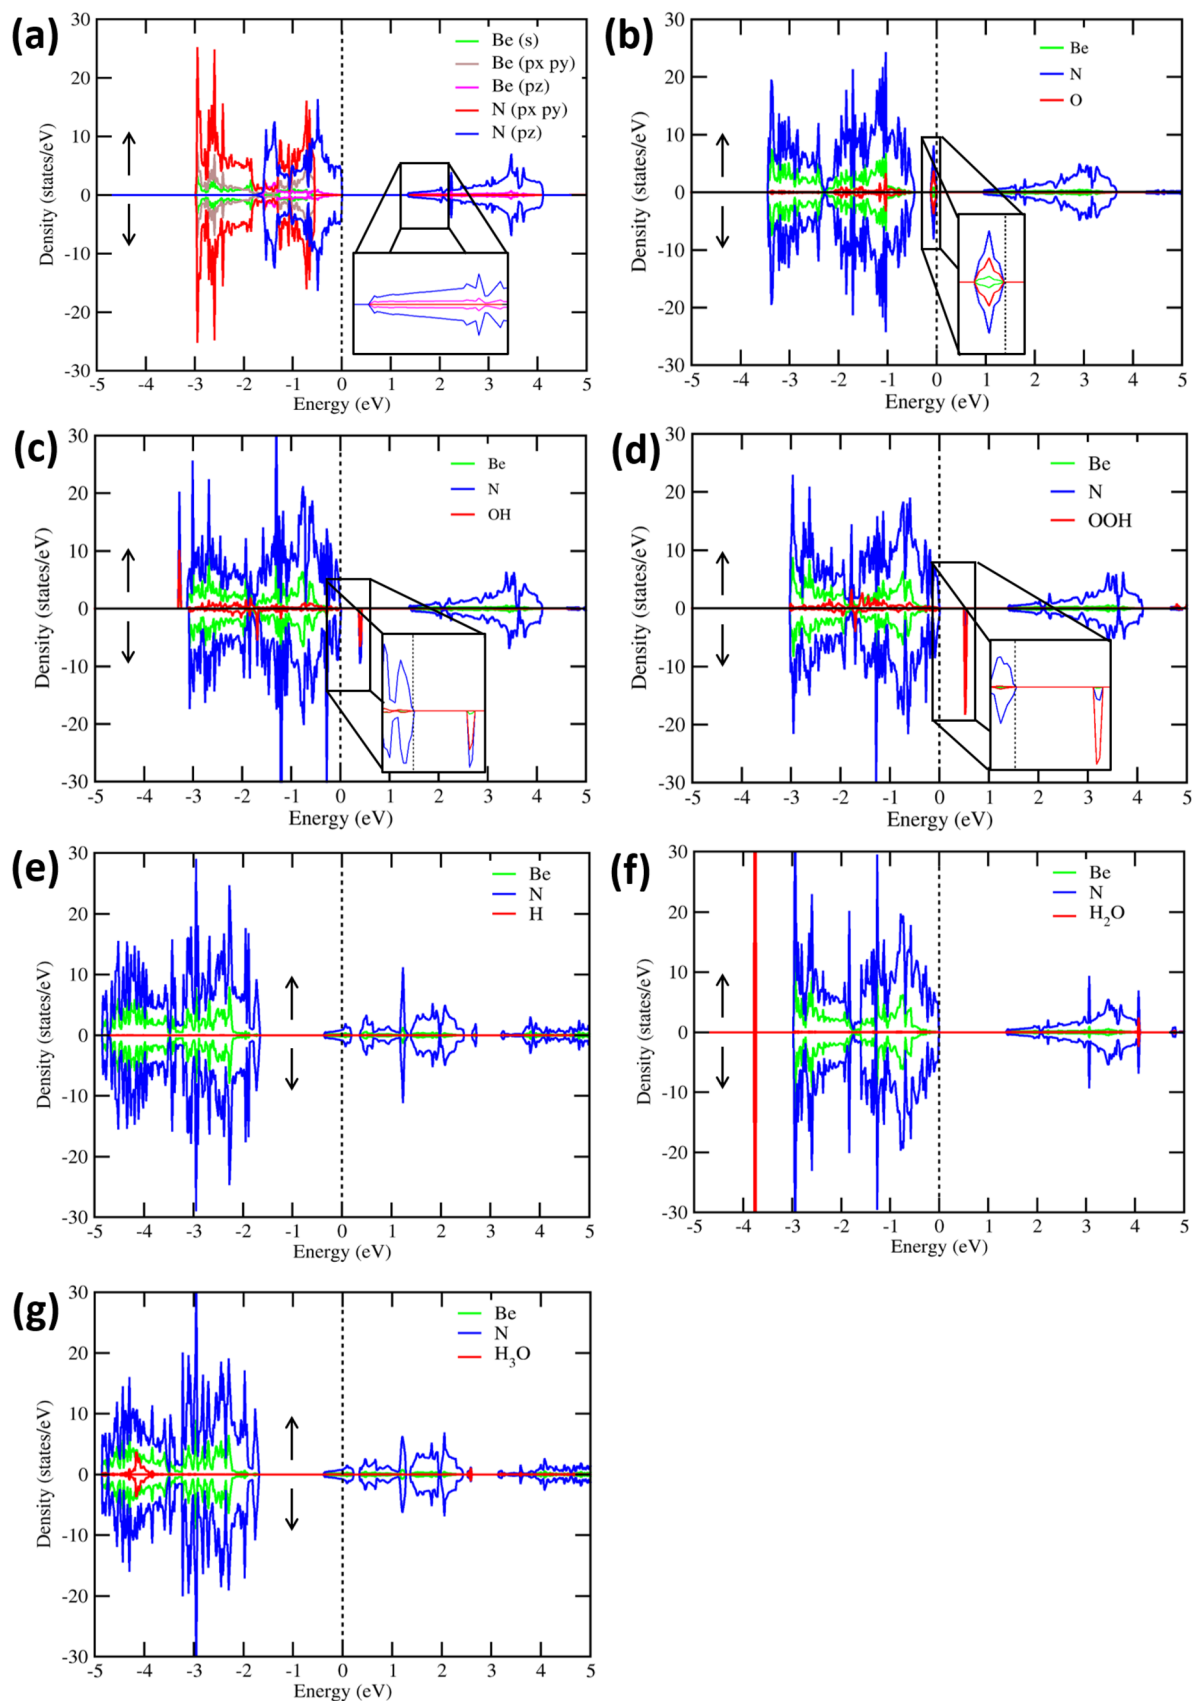 (a)
30
20
10
0
-10
-20
-30
Density (states/eV)
Be (s)
Be (px py)
Be (pz)
N (px py)
N (pz)
-5 -4 -3 -2 -1 0 1 2 3 4 5
Energy (eV)
(b)
30
20
10
0
-10
-20
-30
Density (states/eV)
Be
N
O
-5 -4 -3 -2 -1 0 1 2 3 4 5
Energy (eV)
(c)
30
20
10
0
-10
-20
-30
Density (states/eV)
Be
N
OH
-5 -4 -3 -2 -1 0 1 2 3 4 5
Energy (eV)
(d)
30
20
10
0
-10
-20
-30
Density (states/eV)
Be
N
OOH
-5 -4 -3 -2 -1 0 1 2 3 4 5
Energy (eV)
(e)
30
20
10
0
-10
-20
-30
Density (states/eV)
Be
N
H
-5 -4 -3 -2 -1 0 1 2 3 4 5
Energy (eV)
(f)
30
20
10
0
-10
-20
-30
Density (states/eV)
Be
N
H₂O
-5 -4 -3 -2 -1 0 1 2 3 4 5
Energy (eV)
(g)
30
20
10
0
-10
-20
-30
Density (states/eV)
Be
N
H₃O
-5 -4 -3 -2 -1 0 1 2 3 4 5
Energy (eV)